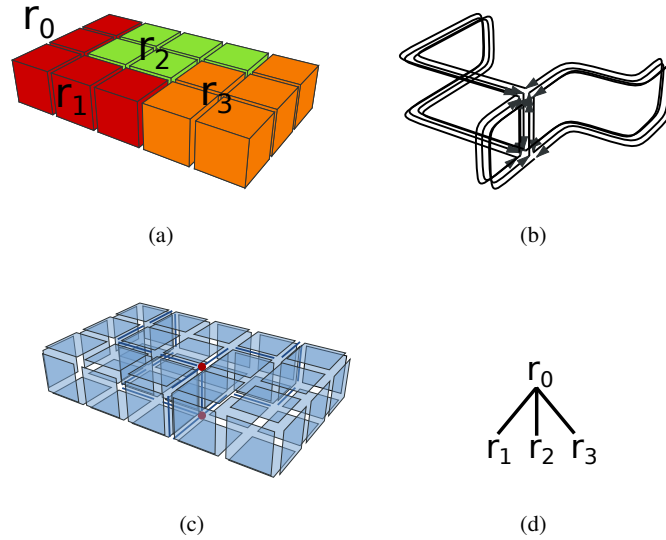 r₀
r₂
r₁
r₃
(a)
(b)
r₀
r₁ r₂ r₃
(c)
(d)